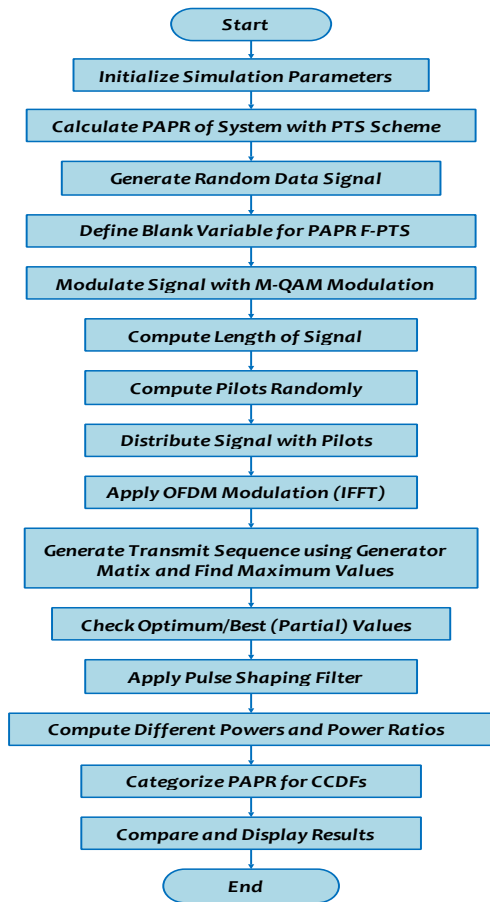 Start
Initialize Simulation Parameters
Calculate PAPR of System with PTS Scheme
Generate Random Data Signal
Define Blank Variable for PAPR F-PTS
Modulate Signal with M-QAM Modulation
Compute Length of Signal
Compute Pilots Randomly
Distribute Signal with Pilots
Apply OFDM Modulation (IFFT)
Generate Transmit Sequence using Generator
Matix and Find Maximum Values
Check Optimum/Best (Partial) Values
Apply Pulse Shaping Filter
Compute Different Powers and Power Ratios
Categorize PAPR for CCDFs
Compare and Display Results
End